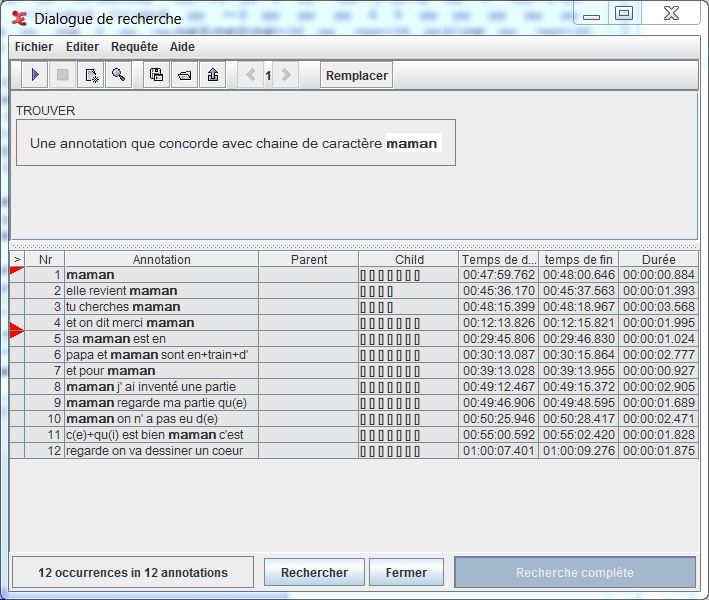 Dialogue de recherche
Fichier Editer Requête Aide
1 Remplacer
TROUVER
Une annotation que concorde avec chaine de caractère maman
> Nr Annotation Parent Child Temps de d... temps de fin Durée
1 maman [] [] [] [] [] [] [] 00:47:59.762 00:48:00.646 00:00:00.884
2 elle revient maman [] [] [] [] 00:45:36.170 00:45:37.563 00:00:01.393
3 tu cherches maman [] [] [] [] 00:48:15.399 00:48:18.967 00:00:03.568
4 et on dit merci maman [] [] [] [] [] [] [] 00:12:13.826 00:12:15.821 00:00:01.995
5 sa maman est en [] [] [] [] [] [] [] 00:29:45.806 00:29:46.830 00:00:01.024
6 papa et maman sont en+train+d' [] [] [] [] [] [] [] 00:30:13.087 00:30:15.864 00:00:02.777
7 et pour maman [] [] [] [] [] [] [] 00:39:13.028 00:39:13.955 00:00:00.927
8 maman j' ai inventé une partie [] [] [] [] [] [] [] 00:49:12.467 00:49:15.372 00:00:02.905
9 maman regarde ma partie qu(e) [] [] [] [] [] [] [] 00:49:46.906 00:49:48.595 00:00:01.689
10 maman on n' a pas eu d(e) [] [] [] [] [] [] [] 00:50:25.946 00:50:28.417 00:00:02.471
11 c(e)+qu(i) est bien maman c'est [] [] [] [] [] [] [] 00:55:00.592 00:55:02.420 00:00:01.828
12 regarde on va dessiner un coeur [] [] [] [] [] [] [] 01:00:07.401 01:00:09.276 00:00:01.875
12 occurrences in 12 annotations Rechercher Fermer Recherche complète